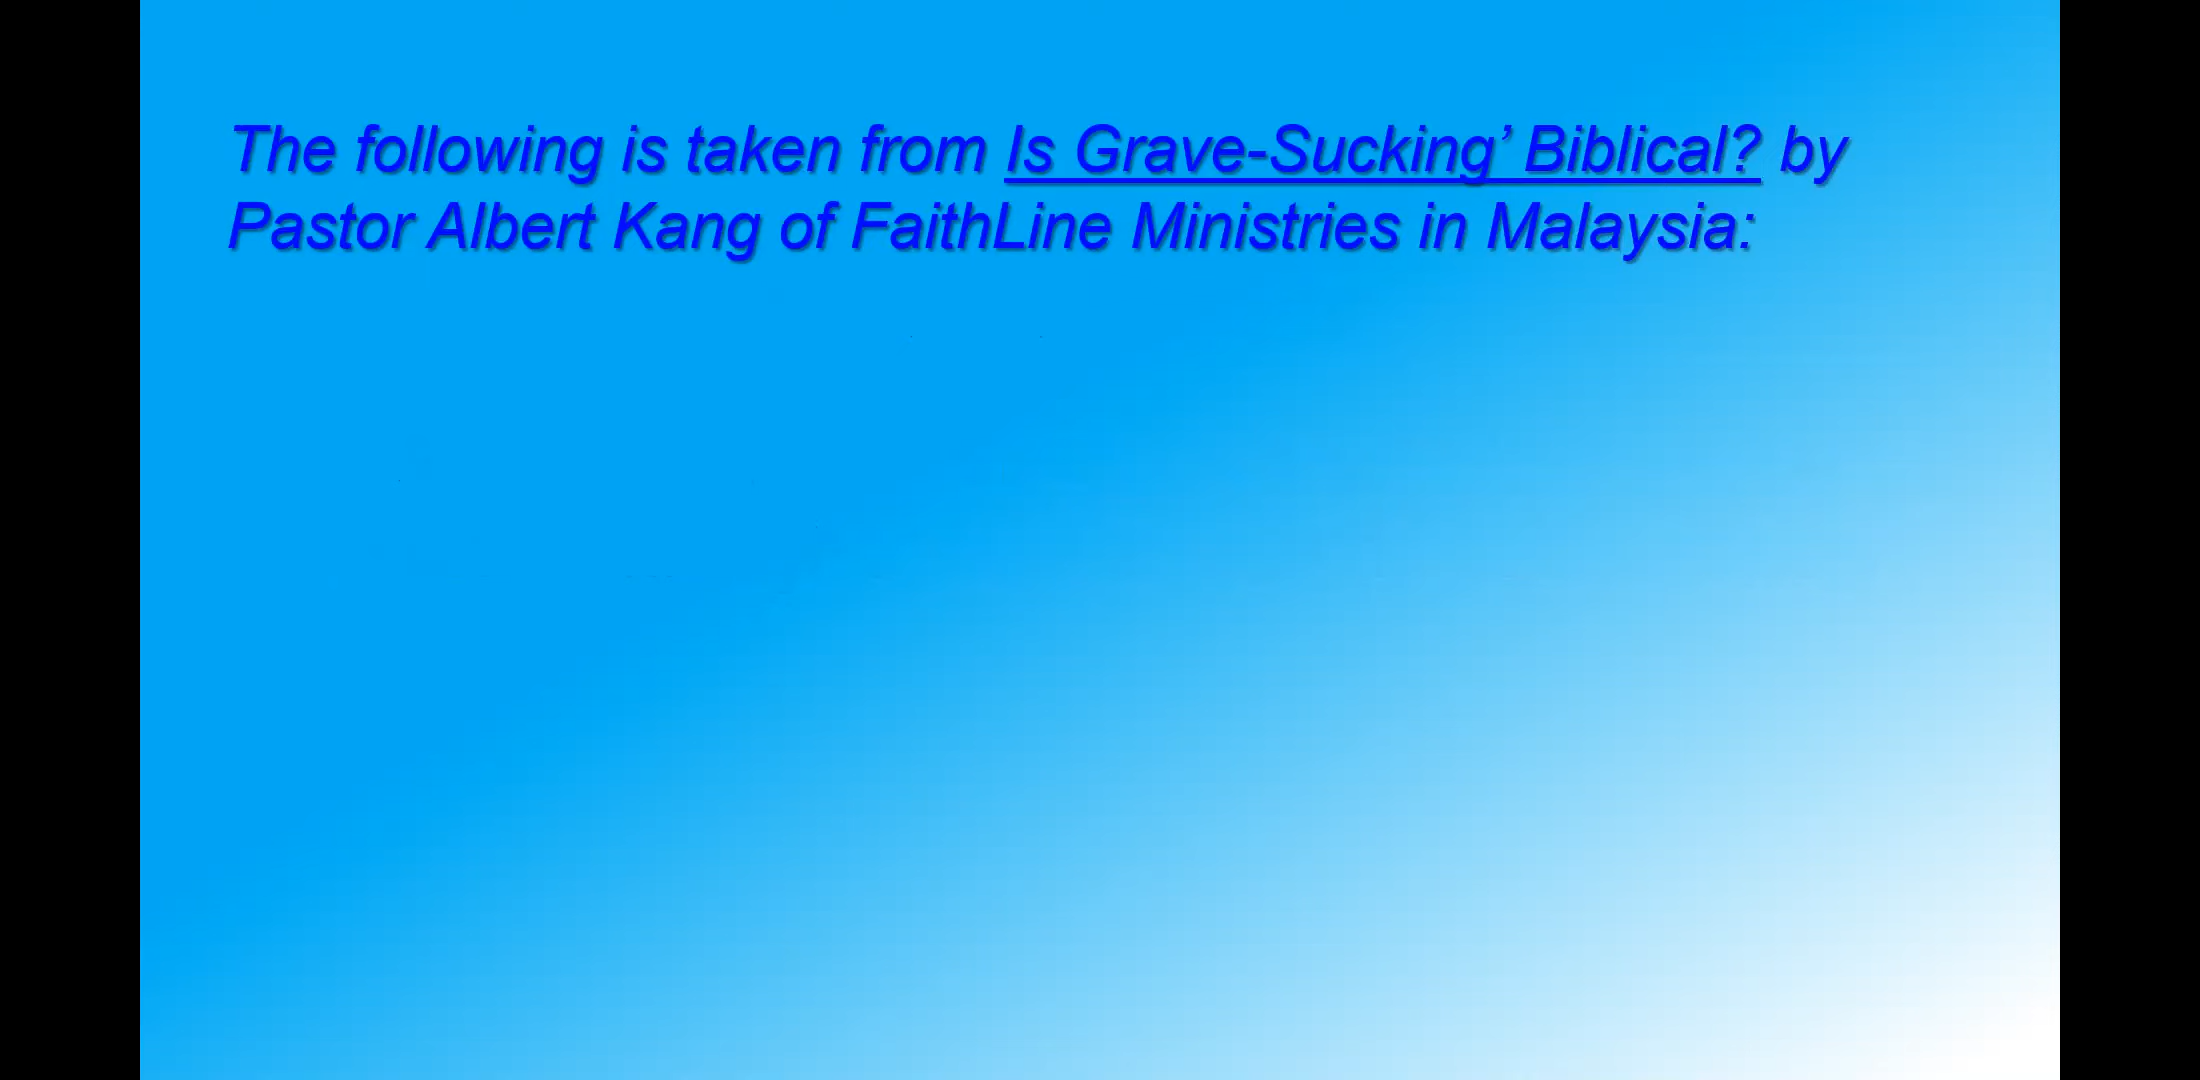 The following is taken from Is Grave-Sucking’ Biblical? by
Pastor Albert Kang of FaithLine Ministries in Malaysia: